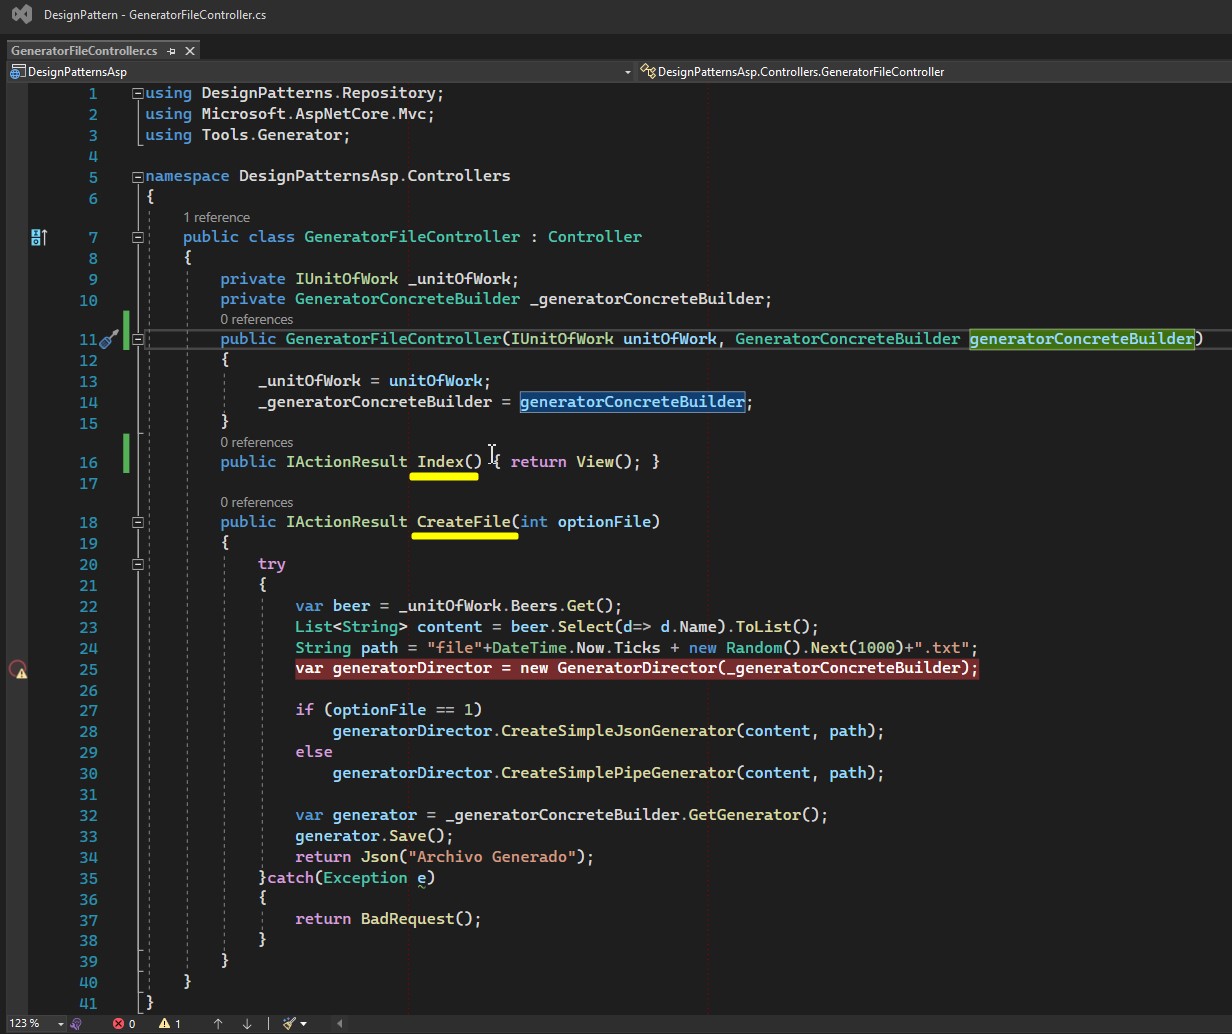 DesignPattern - GeneratorFileController.cs
GeneratorFileController.cs
DesignPatternsAsp
DesignPatternsAsp.Controllers.GeneratorFileController
1 using DesignPatterns.Repository;
2 using Microsoft.AspNetCore.Mvc;
3 using Tools.Generator;
4
5 namespace DesignPatternsAsp.Controllers
6 {
1 reference
7 public class GeneratorFileController : Controller
8 {
9 private IUnitOfWork _unitOfWork;
10 private GeneratorConcreteBuilder _generatorConcreteBuilder;
0 references
11 public GeneratorFileController(IUnitOfWork unitOfWork, GeneratorConcreteBuilder generatorConcreteBuilder)
12 {
13 _unitOfWork = unitOfWork;
14 _generatorConcreteBuilder = generatorConcreteBuilder;
15 }
0 references
16 public IActionResult Index() { return View(); }
17
0 references
18 public IActionResult CreateFile(int optionFile)
19 {
20 try
21 {
22 var beer = _unitOfWork.Beers.Get();
23 List<String> content = beer.Select(d=> d.Name).ToList();
24 String path = "file"+DateTime.Now.Ticks + new Random().Next(1000)+".txt";
25 var generatorDirector = new GeneratorDirector(_generatorConcreteBuilder);
26
27 if (optionFile == 1)
28 generatorDirector.CreateSimpleJsonGenerator(content, path);
29 else
30 generatorDirector.CreateSimplePipeGenerator(content, path);
31
32 var generator = _generatorConcreteBuilder.GetGenerator();
33 generator.Save();
34 return Json("Archivo Generado");
35 }catch(Exception e)
36 {
37 return BadRequest();
38 }
39 }
40 }
41 }
123 % 0 1